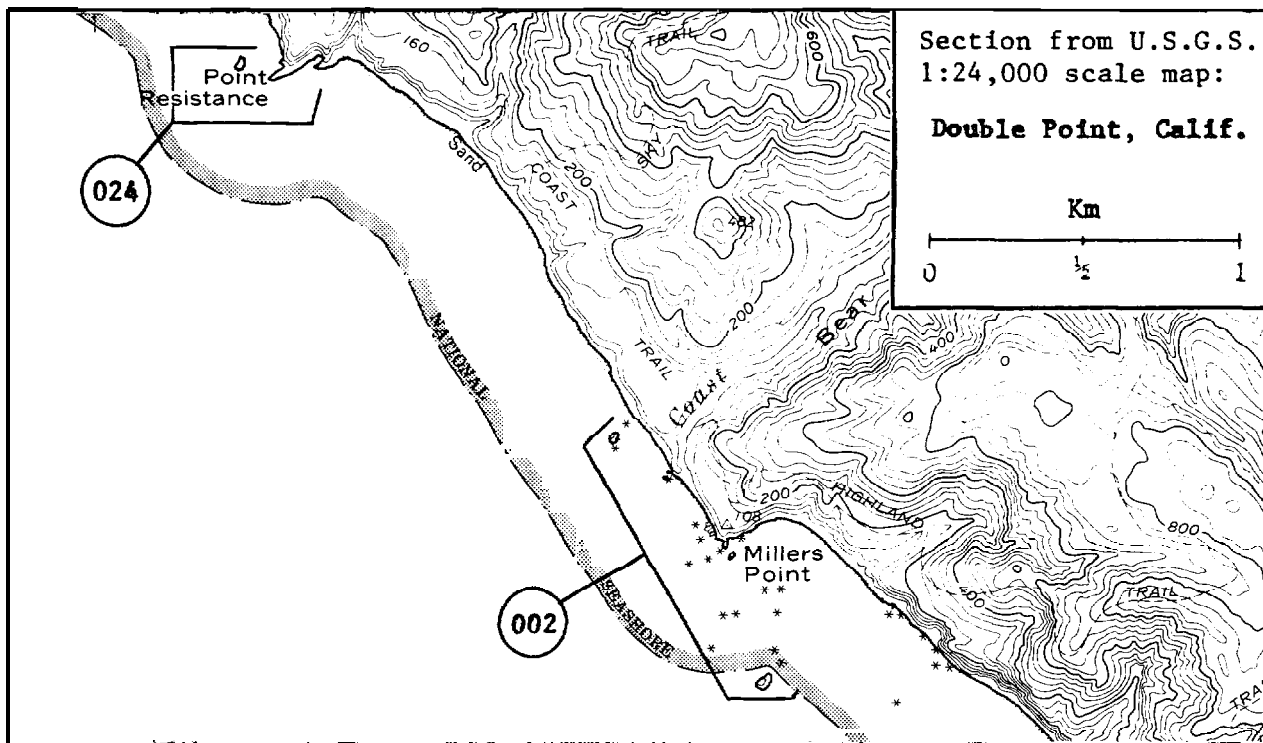 Section from U.S.G.S.
1:24,000 scale map:
Double Point, Calif.
Km
0 ½ 1
Point
Resistance
024
160
TRAIL
600
Sand
COAST
200
SKY
482
200
TRAIL
NATIONAL
Coast
Bear
400
200
HIGHLAND
108
Millers
Point
800
002
SEASHORE
400
TRAIL
TRA